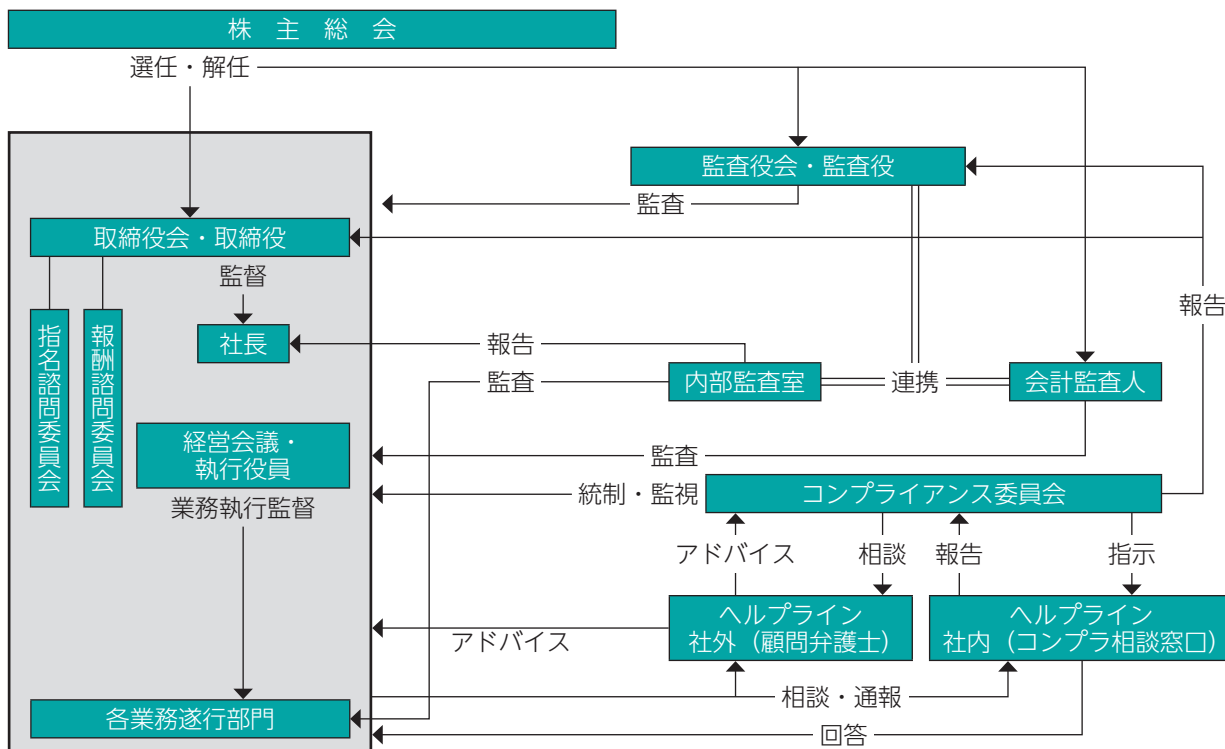 株主総会
選任・解任
監査役会・監査役
監査
取締役会・取締役
監督
報告
指名諮問委員会
報酬諮問委員会
社長
報告
監査
内部監査室
連携
会計監査人
経営会議・
執行役員
監査
業務執行監督
統制・監視
コンプライアンス委員会
アドバイス
相談
報告
指示
ヘルプライン
社外（顧問弁護士）
ヘルプライン
社内（コンプラ相談窓口）
アドバイス
相談・通報
各業務遂行部門
回答